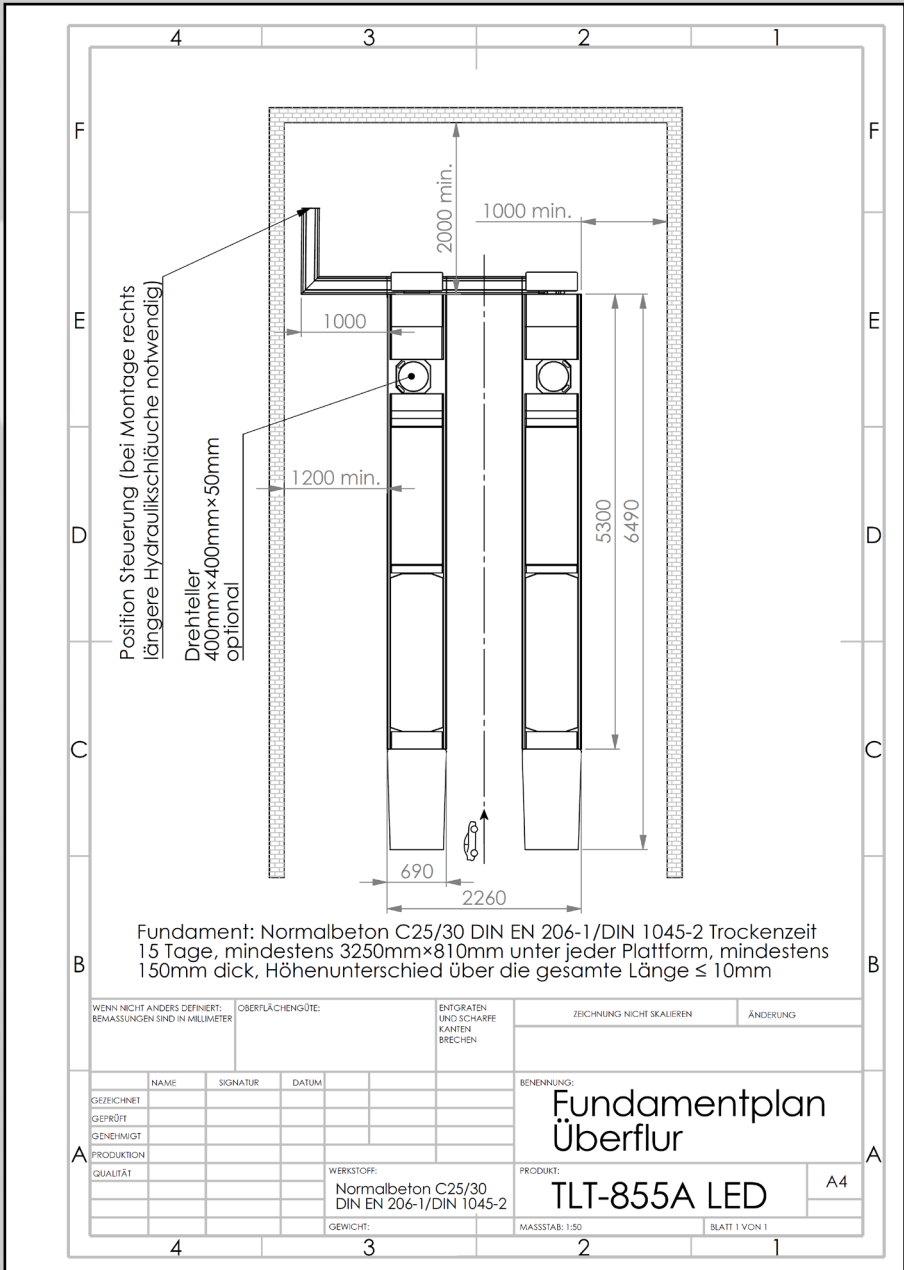 4 3 2 1
F F
2000 min.
1000 min.
Position Steuerung (bei Montage rechts
längere Hydraulikschläuche notwendig)
E E
1000
Drehteller
400mm×400mm×50mm
optional
1200 min.
5300
6490
D D
C C
690
2260
Fundament: Normalbeton C25/30 DIN EN 206-1/DIN 1045-2 Trockenzeit
15 Tage, mindestens 3250mm×810mm unter jeder Plattform, mindestens
150mm dick, Höhenunterschied über die gesamte Länge ≤ 10mm
B B
WENN NICHT ANDERS DEFINIERT:
BEMASSUNGEN SIND IN MILLIMETER
OBERFLÄCHENGÜTE:
ENTGRATEN
UND SCHARFE
KANTEN
BRECHEN
ZEICHNUNG NICHT SKALIEREN
ÄNDERUNG
NAME SIGNATUR DATUM
GEZEICHNET
GEPRÜFT
GENEHMIGT
PRODUKTION
QUALITÄT
BENENNUNG:
Fundamentplan
Überflur
A A
WERKSTOFF:
Normalbeton C25/30
DIN EN 206-1/DIN 1045-2
PRODUKT:
TLT-855A LED
A4
GEWICHT:
MASSSTAB: 1:50
BLATT 1 VON 1
4 3 2 1